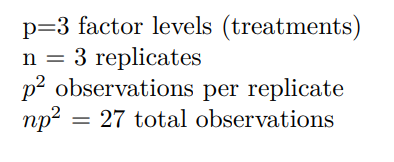 p=3 factor levels (treatments)
n = 3 replicates
p² observations per replicate
np² = 27 total observations